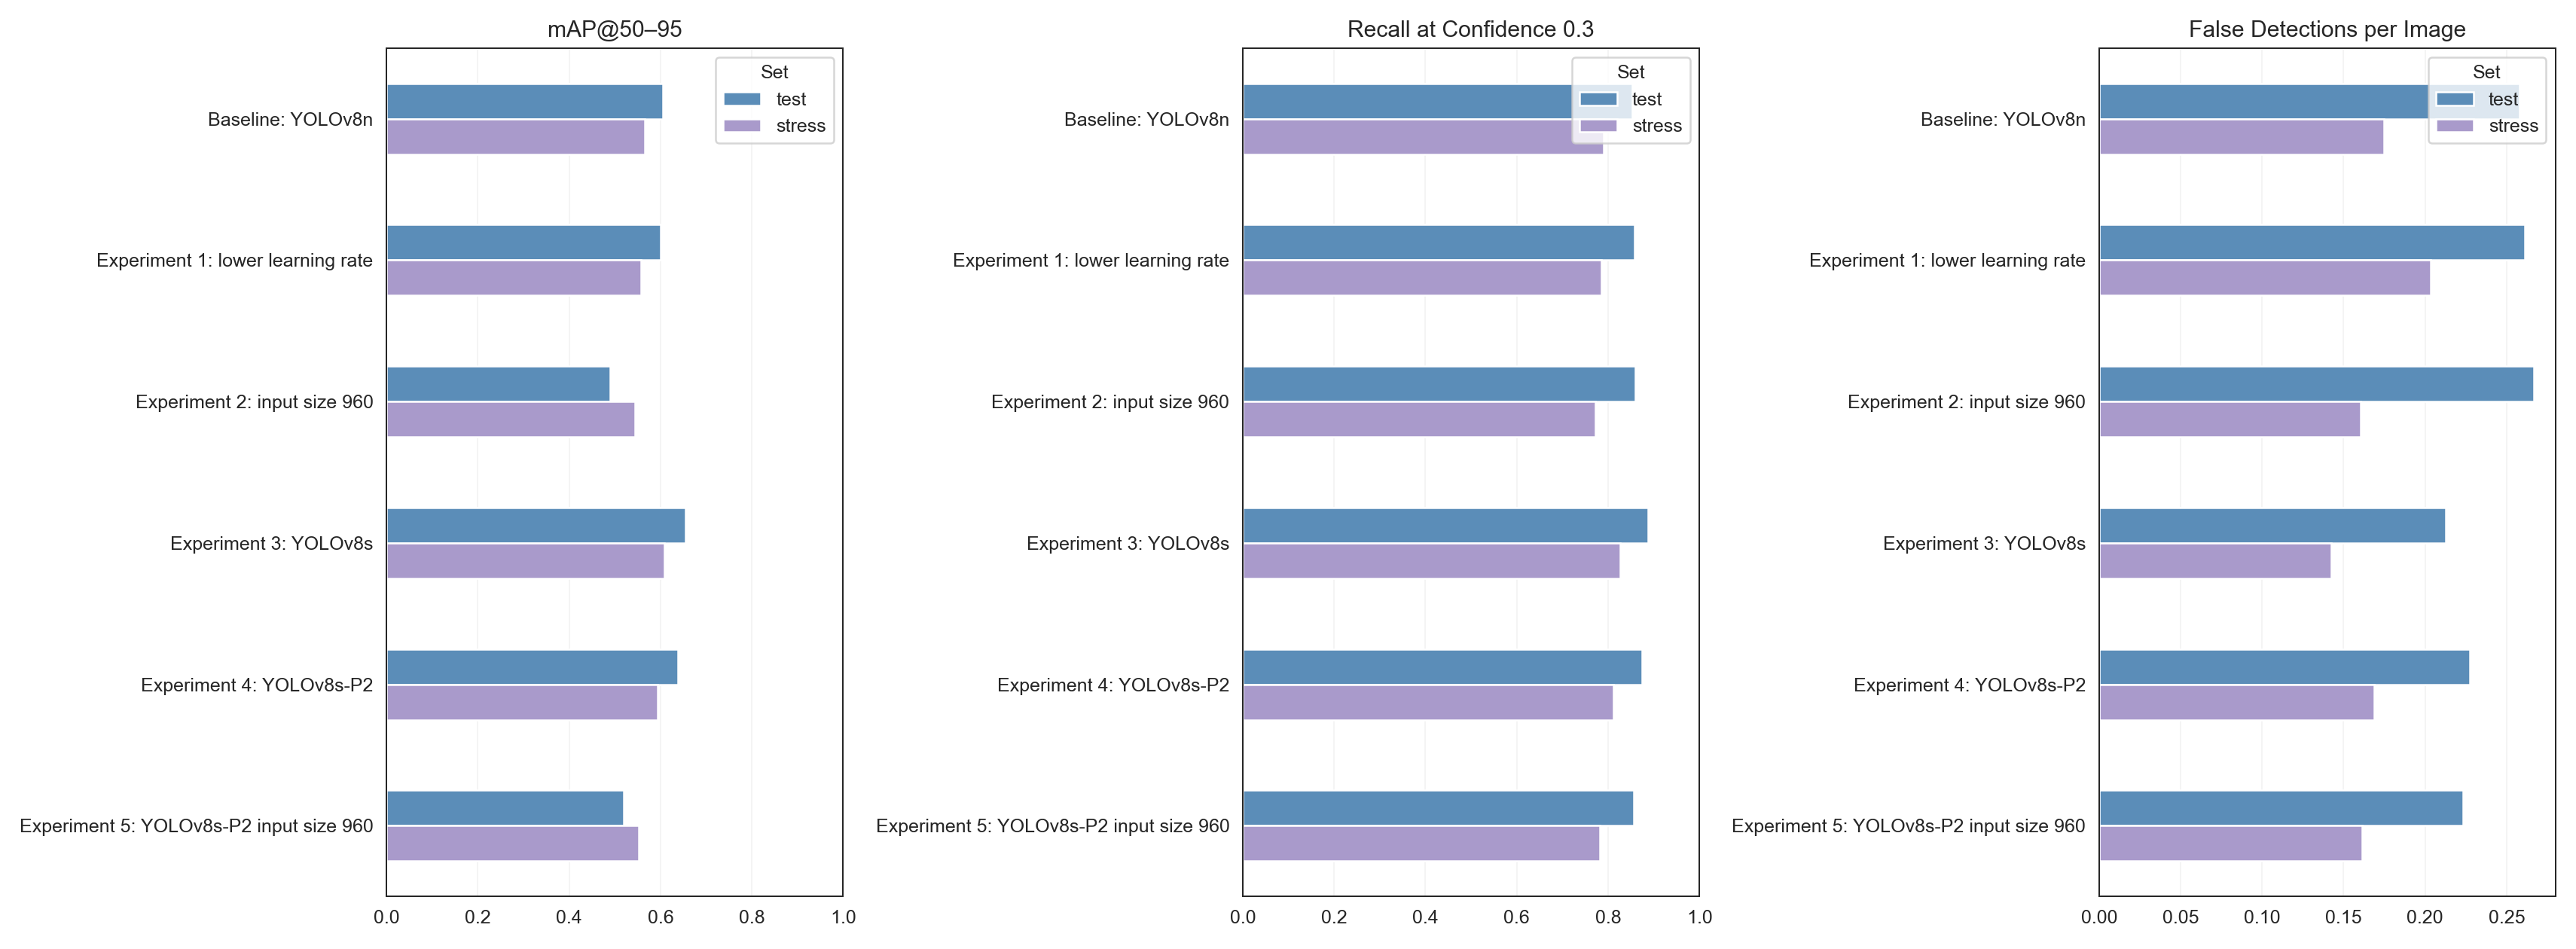 mAP@50–95
Set
test
stress
Baseline: YOLOv8n
Experiment 1: lower learning rate
Experiment 2: input size 960
Experiment 3: YOLOv8s
Experiment 4: YOLOv8s-P2
Experiment 5: YOLOv8s-P2 input size 960
0.0 0.2 0.4 0.6 0.8 1.0
Recall at Confidence 0.3
Set
test
stress
Baseline: YOLOv8n
Experiment 1: lower learning rate
Experiment 2: input size 960
Experiment 3: YOLOv8s
Experiment 4: YOLOv8s-P2
Experiment 5: YOLOv8s-P2 input size 960
0.0 0.2 0.4 0.6 0.8 1.0
False Detections per Image
Set
test
stress
Baseline: YOLOv8n
Experiment 1: lower learning rate
Experiment 2: input size 960
Experiment 3: YOLOv8s
Experiment 4: YOLOv8s-P2
Experiment 5: YOLOv8s-P2 input size 960
0.00 0.05 0.10 0.15 0.20 0.25